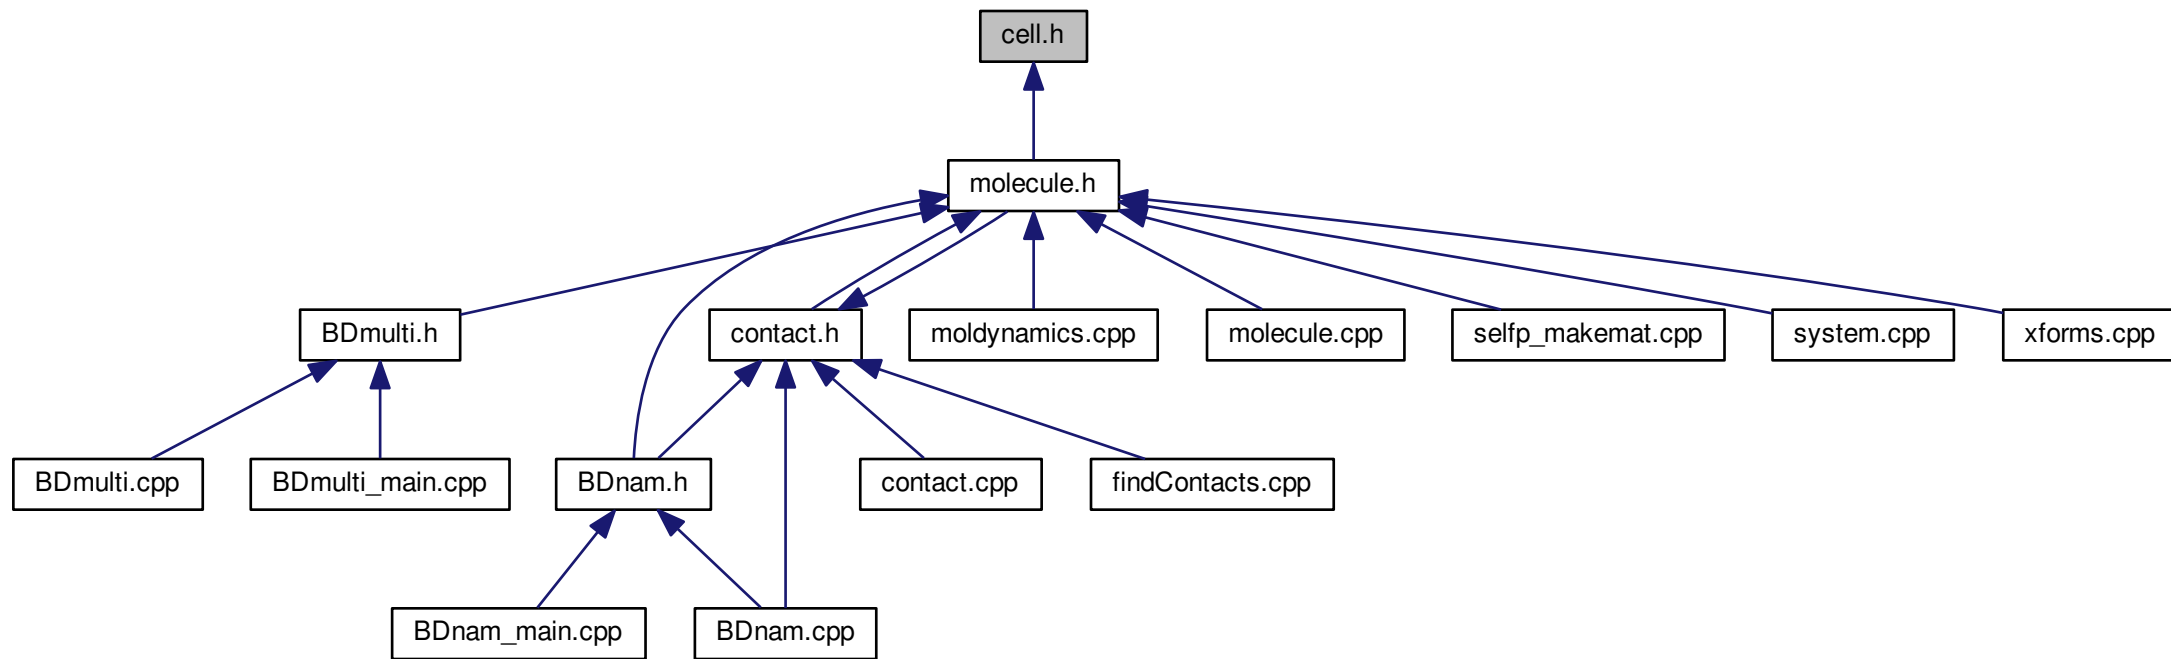 cell.h
molecule.h
BDmulti.h
contact.h
moldynamics.cpp
molecule.cpp
selfp_makemat.cpp
system.cpp
xforms.cpp
BDmulti.cpp
BDmulti_main.cpp
BDnam.h
contact.cpp
findContacts.cpp
BDnam_main.cpp
BDnam.cpp